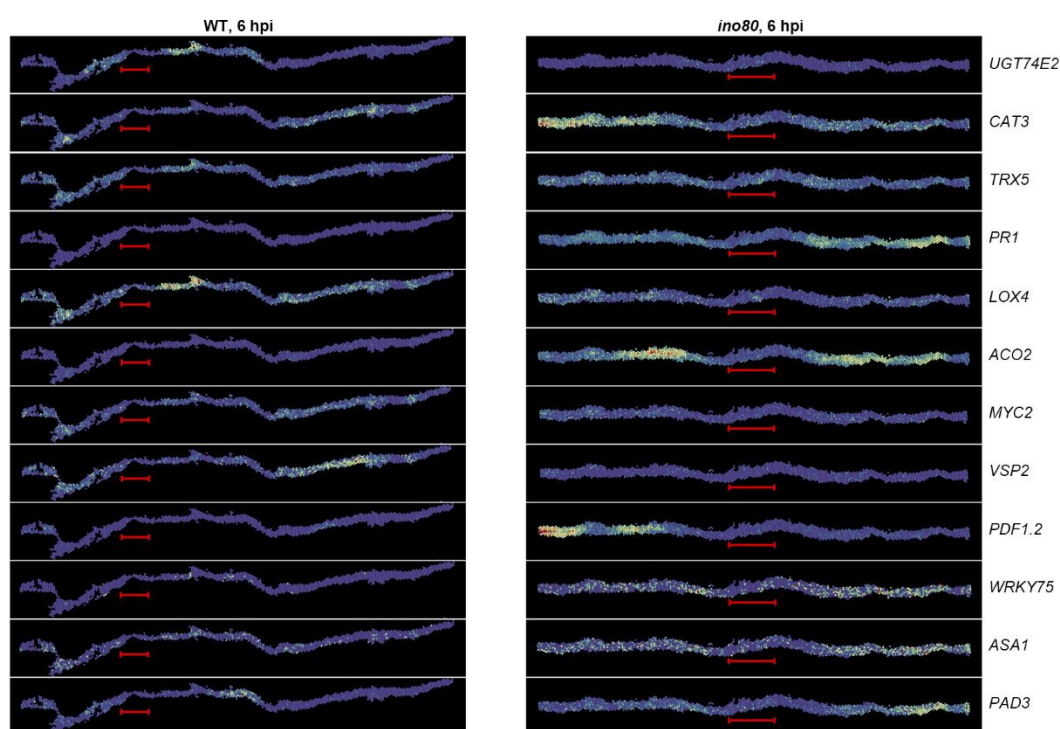 WT, 6 hpi
ino80, 6 hpi
UGT74E2
CAT3
TRX5
PR1
LOX4
ACO2
MYC2
VSP2
PDF1.2
WRKY75
ASA1
PAD3